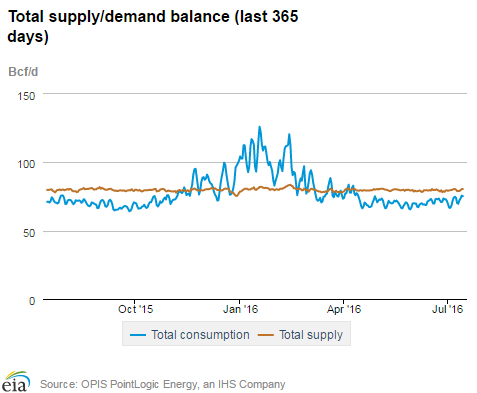 Total supply/demand balance (last 365
days)
Bcf/d
150
100
50
0
Oct '15 Jan '16 Apr '16 Jul '16
Total consumption Total supply
eia Source: OPIS PointLogic Energy, an IHS Company